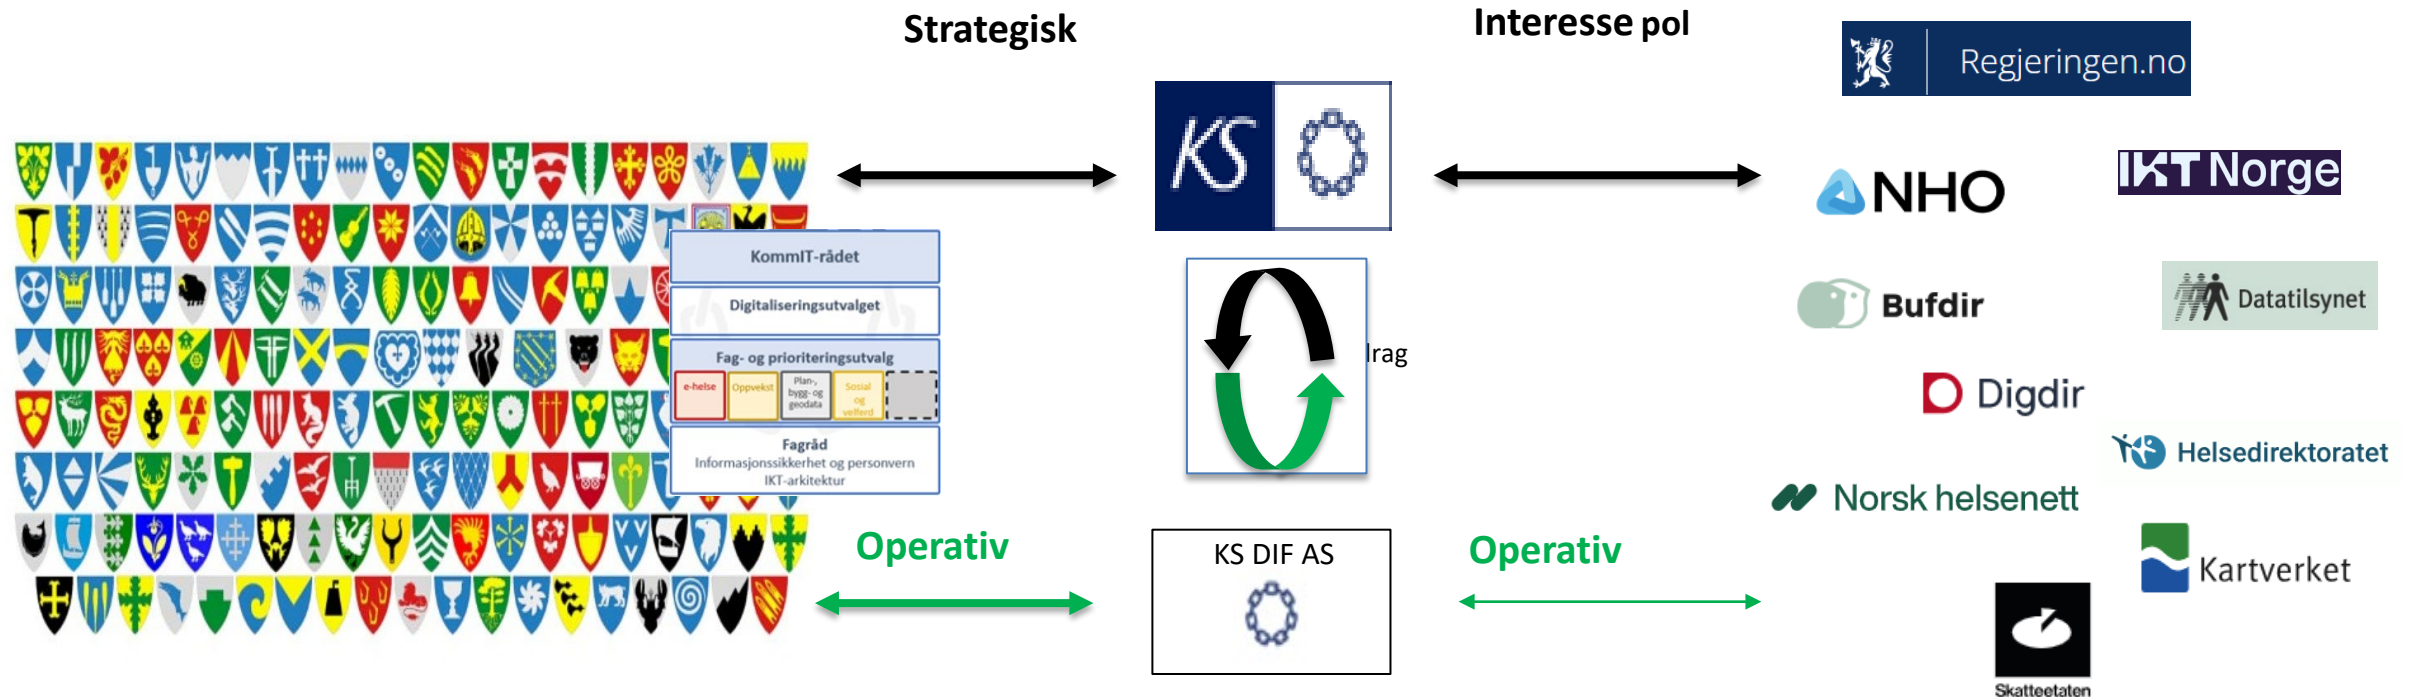 Strategisk
Interesse pol
Regjeringen.no
KS
NHO
IKT Norge
KommIT-rådet
Digitaliseringsutvalget
Fag- og prioriteringsutvalg
e-helse
Oppvekst
Plan-,
bygg- og
geodata
Sosial
og
velferd
Fagråd
Informasjonssikkerhet og personvern
IKT-arkitektur
Bufdir
Datatilsynet
drag
Digdir
Helsedirektoratet
Norsk helsenett
Operativ
KS DIF AS
Operativ
Kartverket
Skatteetaten